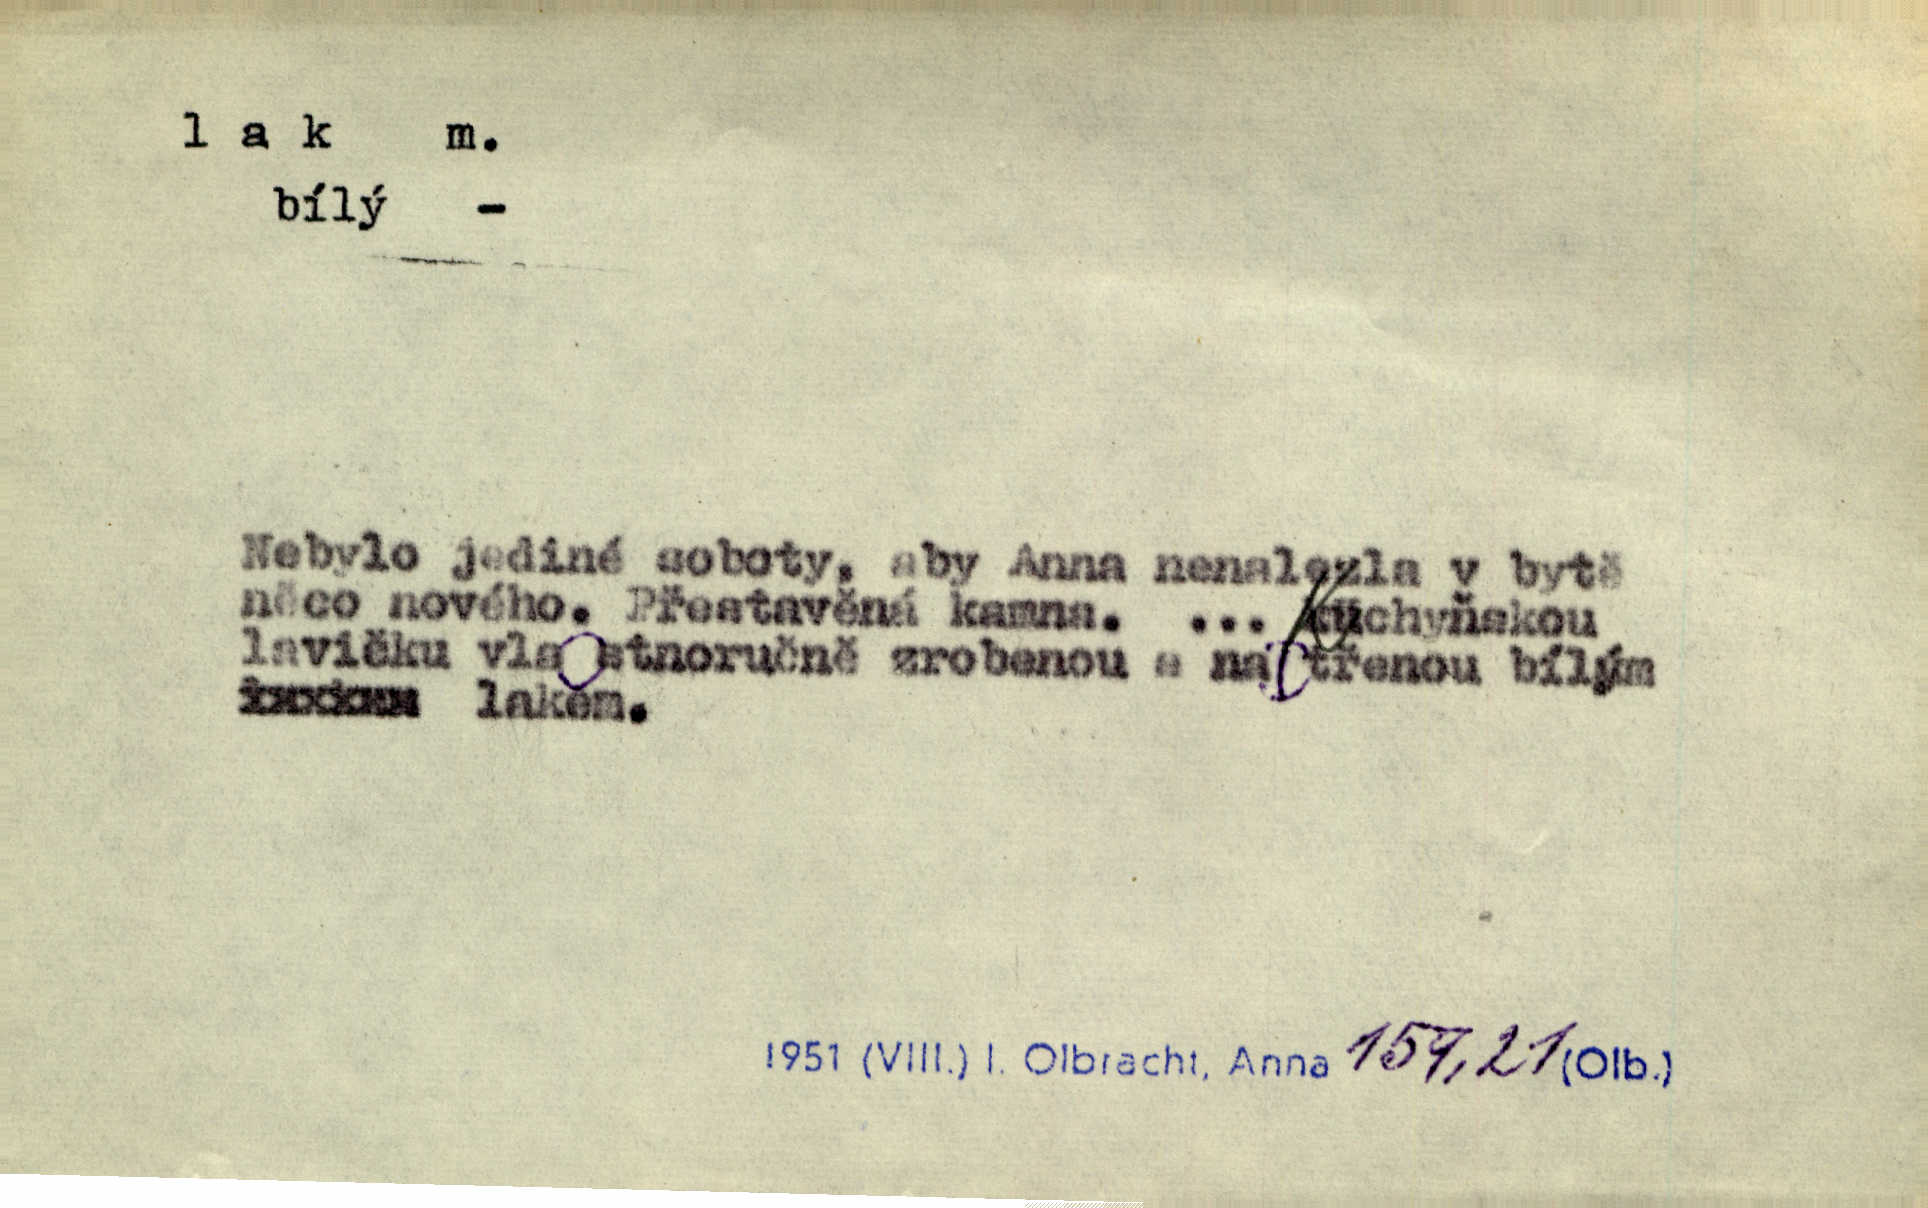 l a k m.
bílý -
Nebylo jediné soboty, aby Anna nenalezla v bytě
něco nového. Přestavěná kamna. ... Kuchyňskou
lavičku vlastnoručně zrobenou a natřenou bílým
lakem.
1951 (VIII.) I. Olbracht, Anna 157,21 (Olb.)